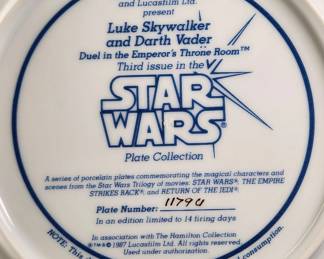 and Lucasfilm Ltd.
present
Luke Skywalker
and Darth Vader
Duel in the Emperor's Throne Room™
Third issue in the
STAR
WARS®
Plate Collection
A series of porcelain plates commemorating the magical characters and
scenes from the Star Wars Trilogy of movies: STAR WARS®; THE EMPIRE
STRIKES BACK®; and RETURN OF THE JEDI®.
Plate Number:
In an edition limited to 14 firing days
In association with The Hamilton Collection
®™&© 1987 Lucasfilm Ltd. All rights reserved.
Used under authorization.
NOTE: This
consumption.